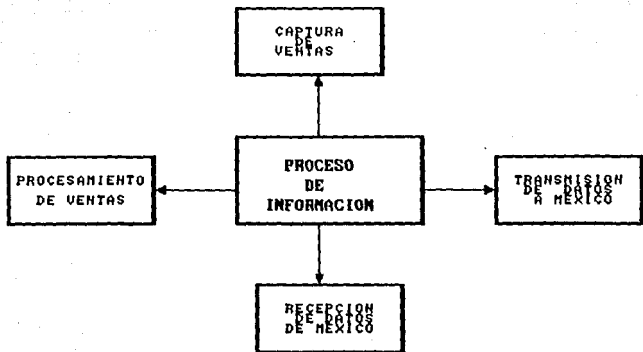 CAPTURA
DE
VENTAS
PROCESAMIENTO
DE VENTAS
PROCESO
DE
INFORMACION
TRANSMISION
DE DATOS
A MEXICO
RECEPCION
DE DATOS
DE MEXICO